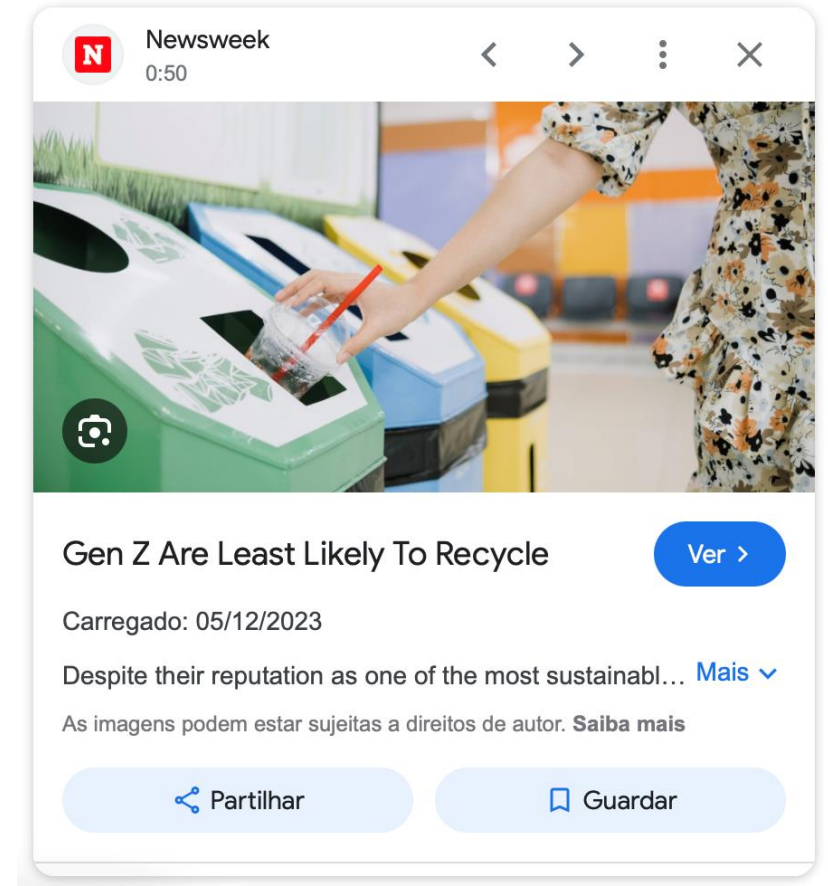 N
Newsweek
0:50
Gen Z Are Least Likely To Recycle
Ver
Carregado: 05/12/2023
Despite their reputation as one of the most sustainabl...
Mais
As imagens podem estar sujeitas a direitos de autor. Saiba mais
Partilhar
Guardar